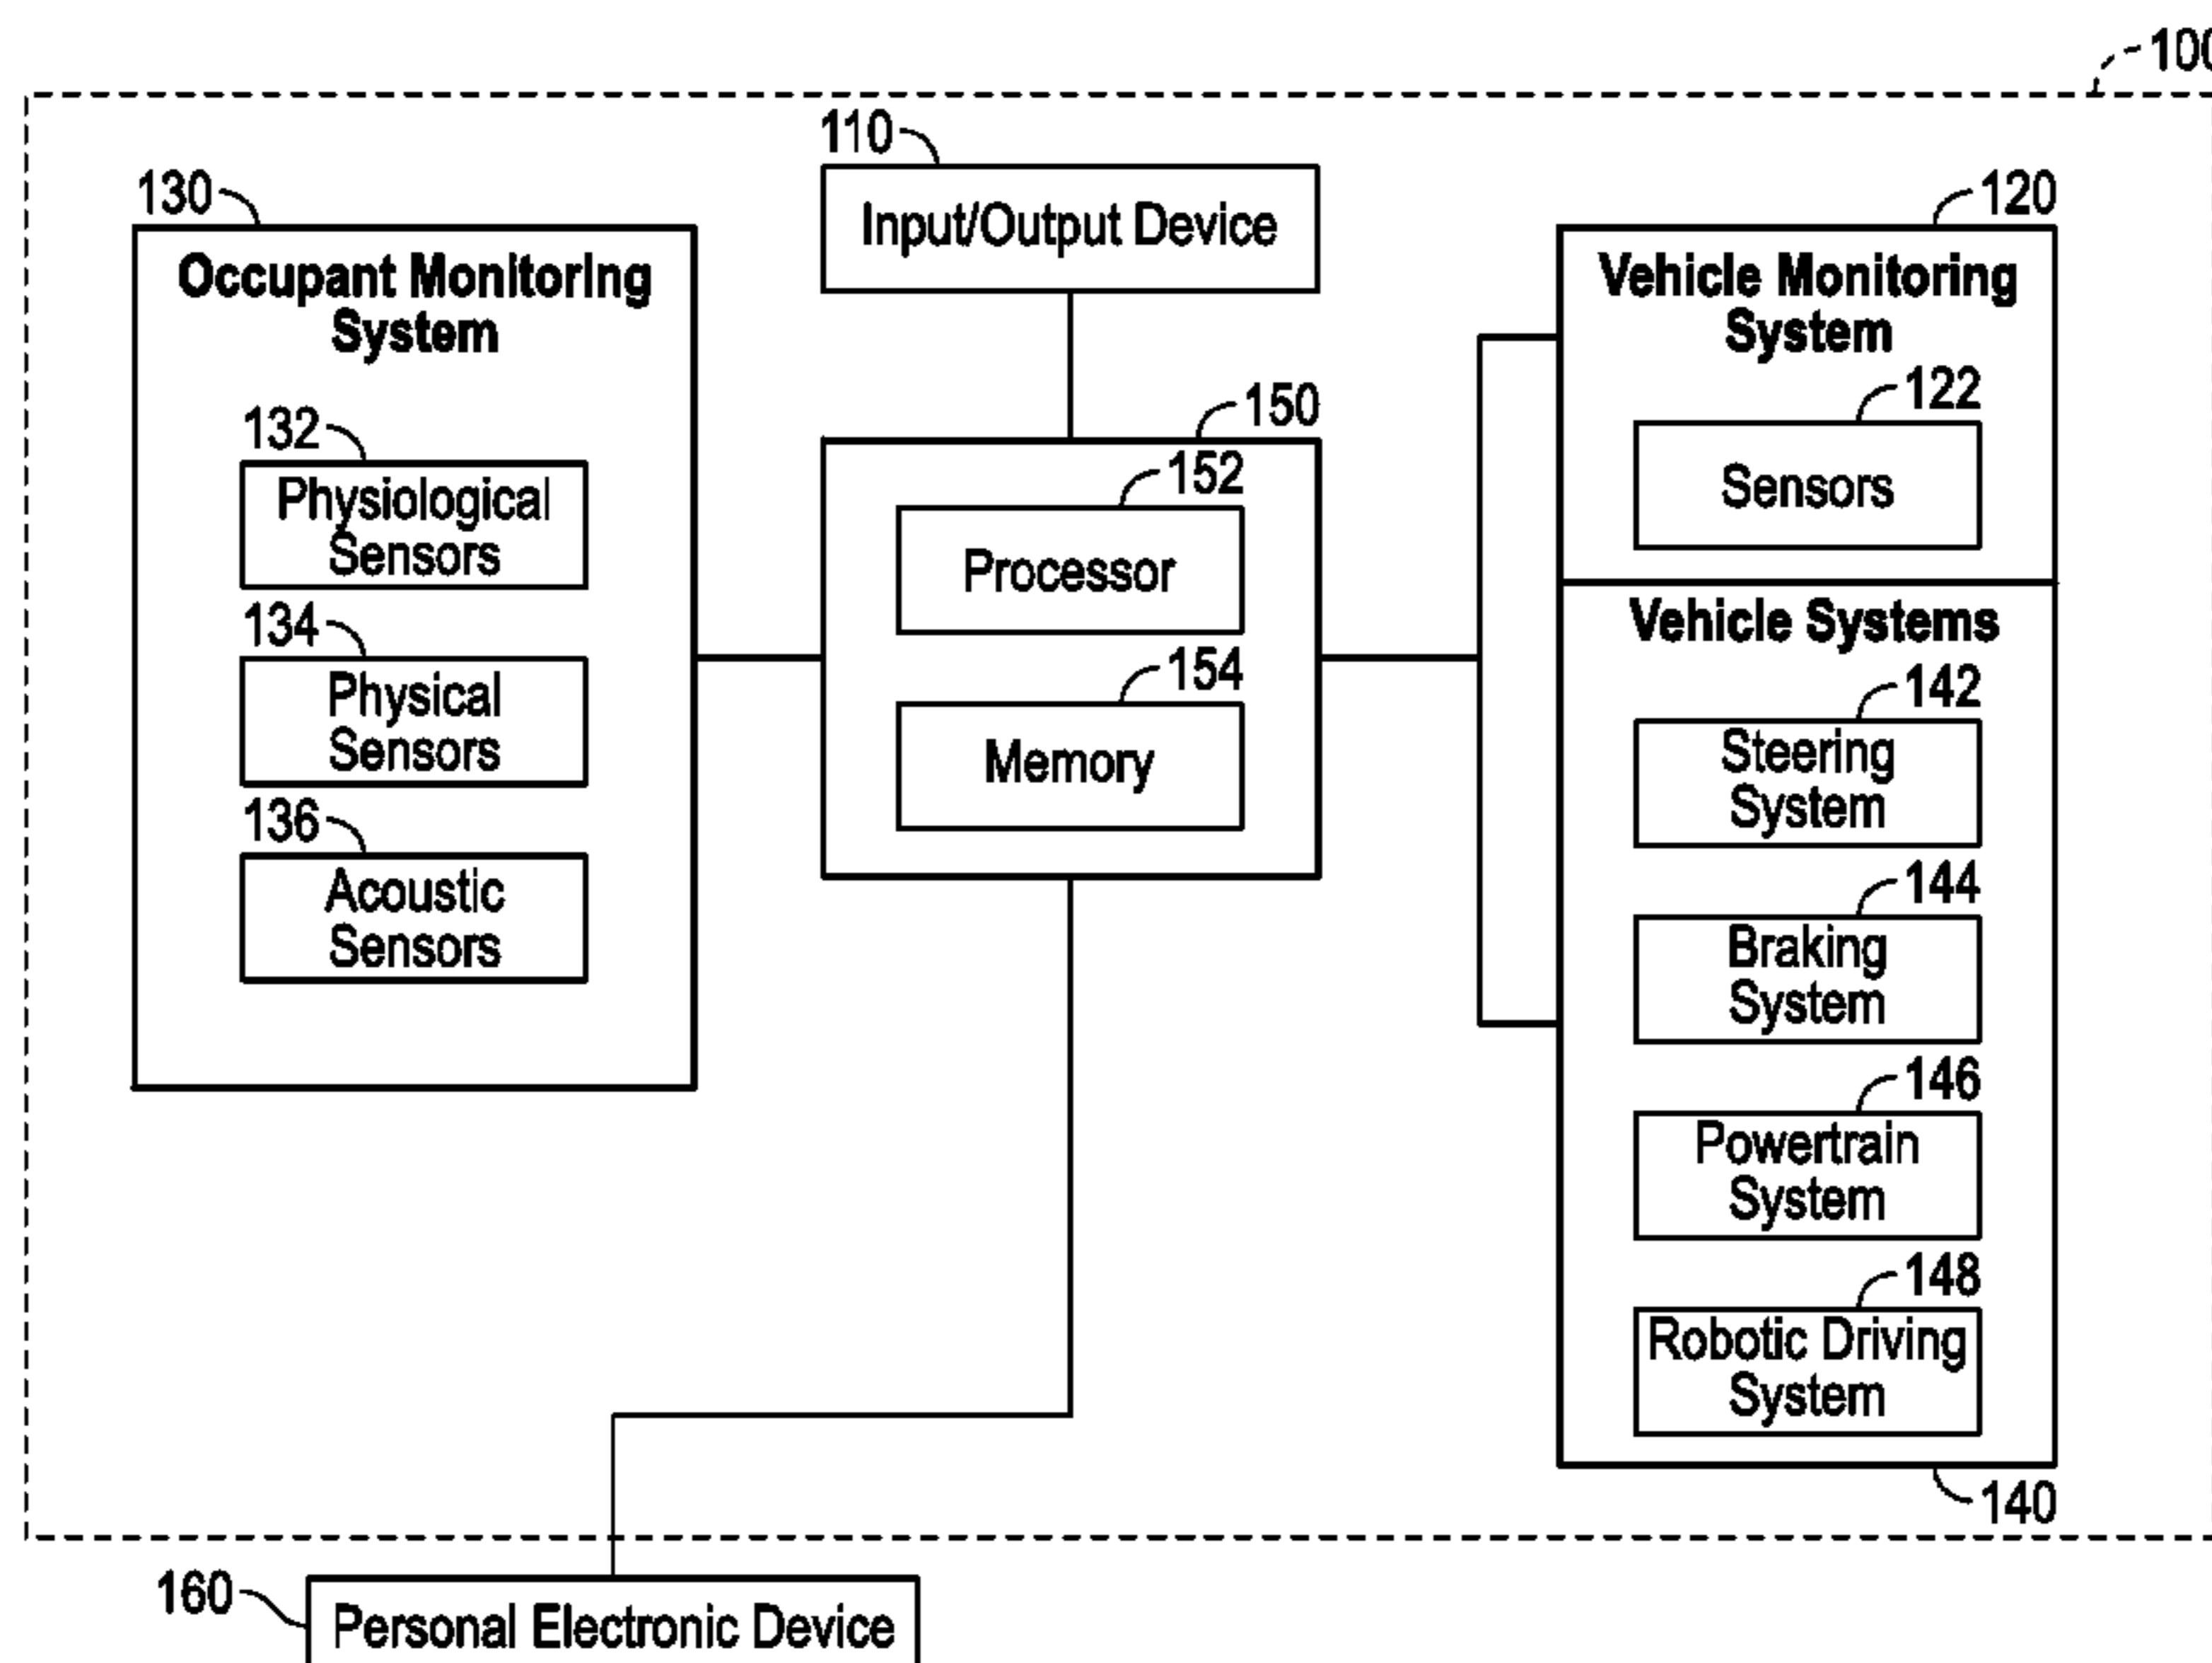 100
110
Input/Output Device
130
Occupant Monitoring
System
132
Physiological
Sensors
134
Physical
Sensors
136
Acoustic
Sensors
150
152
Processor
154
Memory
120
Vehicle Monitoring
System
122
Sensors
Vehicle Systems
142
Steering
System
144
Braking
System
146
Powertrain
System
148
Robotic Driving
System
140
160
Personal Electronic Device